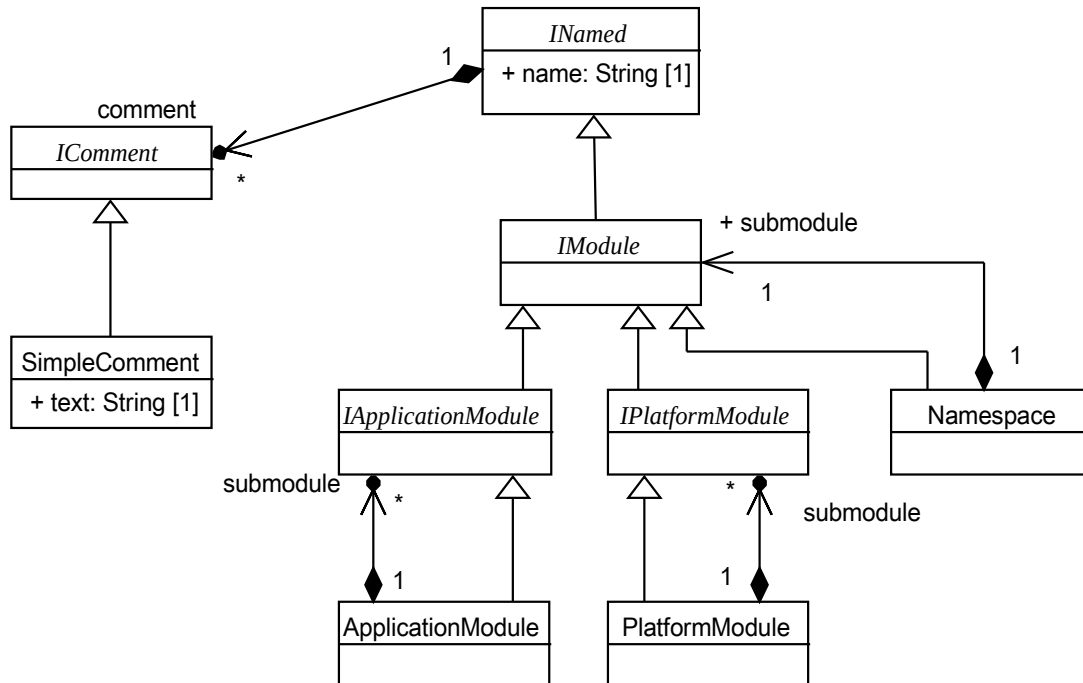 INamed
1
+ name: String [1]
comment
IComment
*
+ submodule
IModule
1
SimpleComment
+ text: String [1]
1
IApplicationModule
IPlatformModule
Namespace
submodule
*
*
submodule
1
1
ApplicationModule
PlatformModule